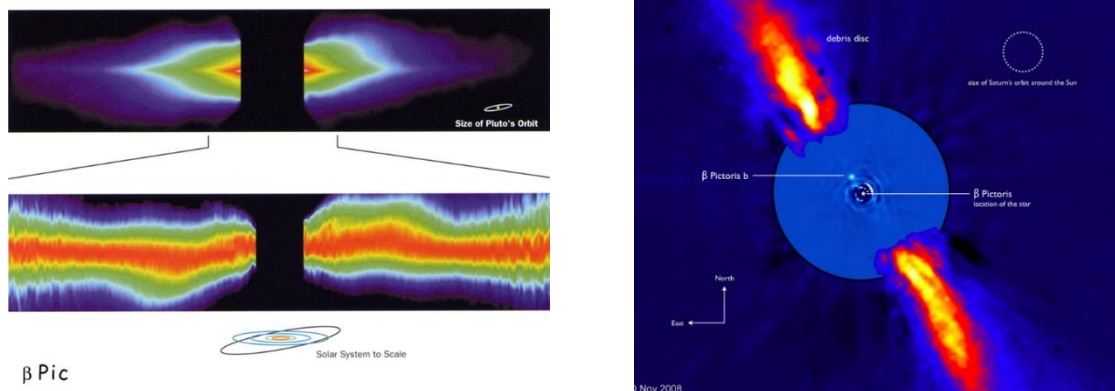 Size of Pluto's Orbit
Solar System to Scale
β Pic
debris disc
size of Saturn's orbit around the Sun
β Pictoris b
β Pictoris
location of the star
North
East
Nov 2008